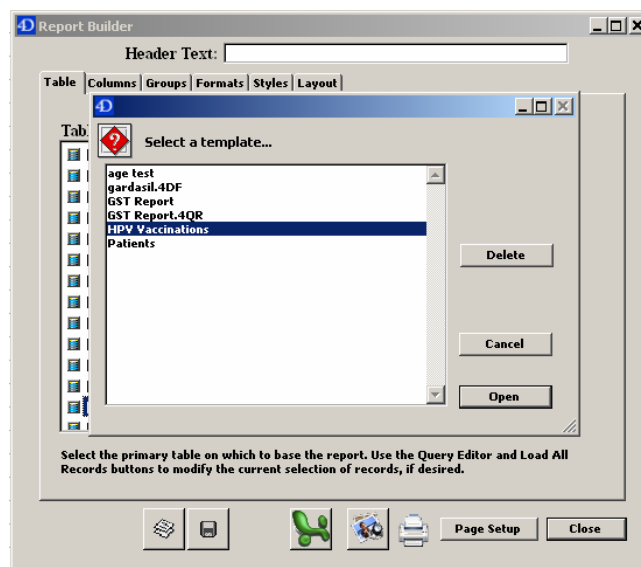 4D Report Builder
Header Text:
Table Columns Groups Formats Styles Layout
4D
Tab
Select a template...
age test
gardasil.4DF
GST Report
GST Report.4QR
HPV Vaccinations
Patients
Delete
Cancel
Open
Select the primary table on which to base the report. Use the Query Editor and Load All
Records buttons to modify the current selection of records, if desired.
Page Setup
Close